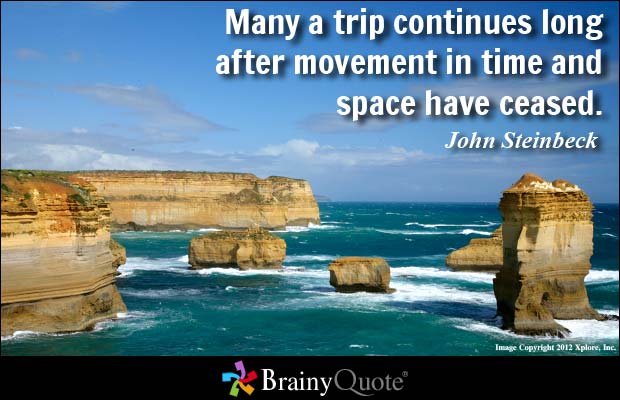 Many a trip continues long
after movement in time and
space have ceased.
John Steinbeck
Image Copyright 2012 Xplore, Inc.
BrainyQuote®